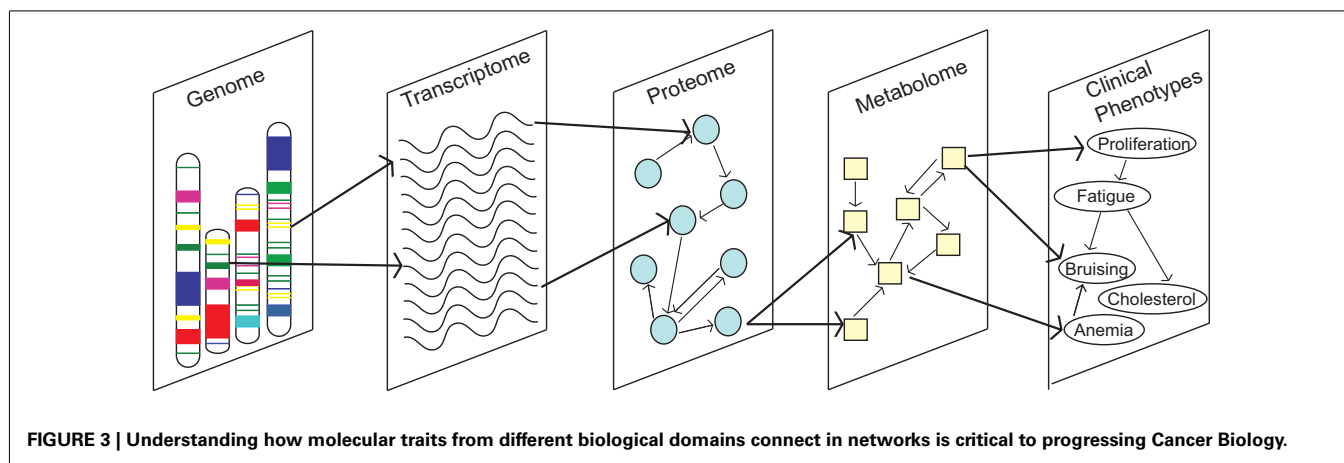 Genome
Transcriptome
Proteome
Metabolome
Clinical
Phenotypes
Proliferation
Fatigue
Bruising
Cholesterol
Anemia
FIGURE 3 | Understanding how molecular traits from different biological domains connect in networks is critical to progressing Cancer Biology.